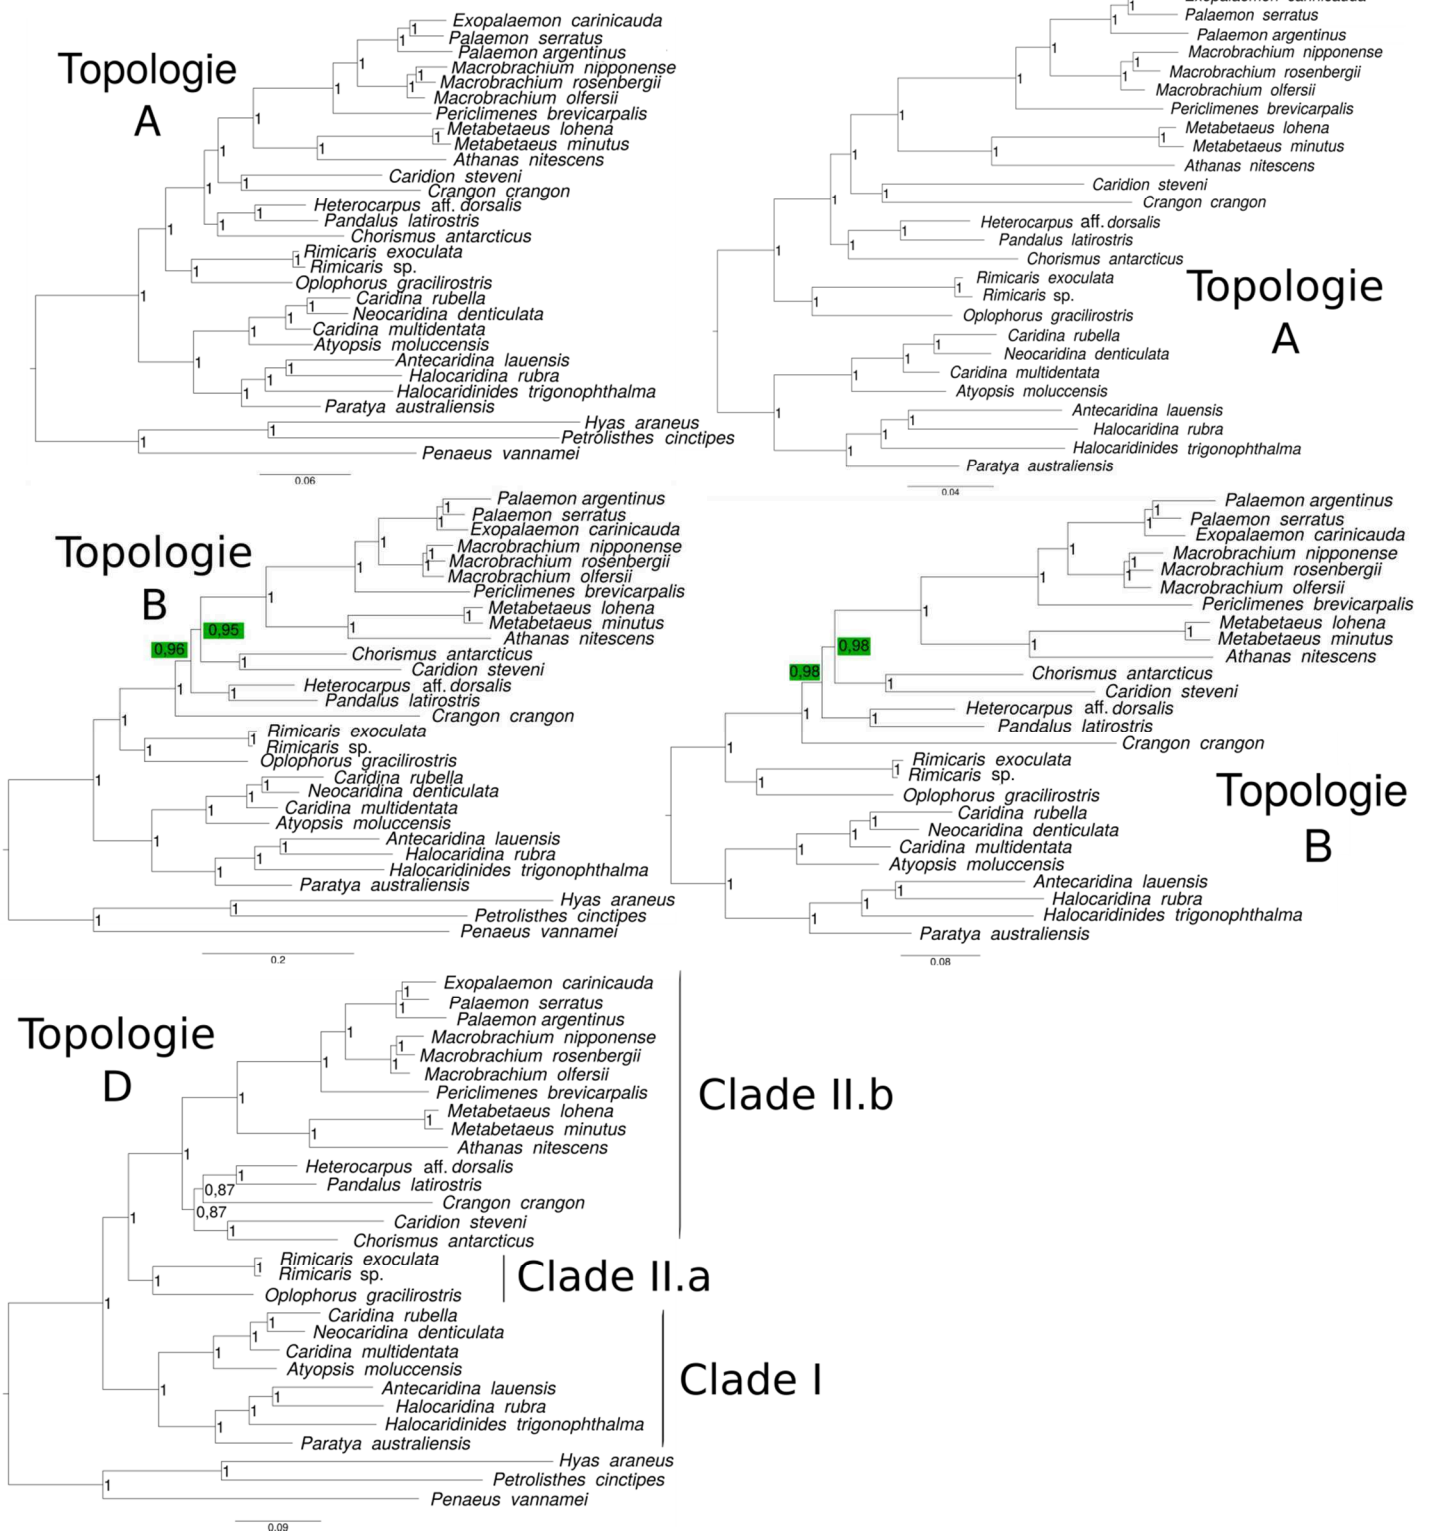 Topologie
A
Exopalaemon carinicauda
Palaemon serratus
Palaemon argentinus
Macrobrachium nipponense
Macrobrachium rosenbergii
Macrobrachium olfersii
Periclimenes brevicarpalis
Metabetaeus lohena
Metabetaeus minutus
Athanas nitescens
Caridion steveni
Crangon crangon
Heterocarpus aff. dorsalis
Pandalus latirostris
Chorismus antarcticus
Rimicaris exoculata
Rimicaris sp.
Oplophorus gracilirostris
Caridina rubella
Neocaridina denticulata
Caridina multidentata
Atyopsis moluccensis
Antecaridina lauensis
Halocaridina rubra
Halocaridinides trigonophthalma
Paratya australiensis
Hyas araneus
Petrolisthes cinctipes
Penaeus vannamei
1
0.06
Palaemon serratus
Palaemon argentinus
Macrobrachium nipponense
Macrobrachium rosenbergii
Macrobrachium olfersii
Periclimenes brevicarpalis
Metabetaeus lohena
Metabetaeus minutus
Athanas nitescens
Caridion steveni
Crangon crangon
Heterocarpus aff. dorsalis
Pandalus latirostris
Chorismus antarcticus
Rimicaris exoculata
Rimicaris sp.
Oplophorus gracilirostris
Caridina rubella
Neocaridina denticulata
Caridina multidentata
Atyopsis moluccensis
Antecaridina lauensis
Halocaridina rubra
Halocaridinides trigonophthalma
Paratya australiensis
Topologie
A
1
0.04
Topologie
B
Palaemon argentinus
Palaemon serratus
Exopalaemon carinicauda
Macrobrachium nipponense
Macrobrachium rosenbergii
Macrobrachium olfersii
Periclimenes brevicarpalis
Metabetaeus lohena
Metabetaeus minutus
Athanas nitescens
Chorismus antarcticus
Caridion steveni
Heterocarpus aff. dorsalis
Pandalus latirostris
Crangon crangon
Rimicaris exoculata
Rimicaris sp.
Oplophorus gracilirostris
Caridina rubella
Neocaridina denticulata
Caridina multidentata
Atyopsis moluccensis
Antecaridina lauensis
Halocaridina rubra
Halocaridinides trigonophthalma
Paratya australiensis
Hyas araneus
Petrolisthes cinctipes
Penaeus vannamei
0,95
0,96
1
0.2
Palaemon argentinus
Palaemon serratus
Exopalaemon carinicauda
Macrobrachium nipponense
Macrobrachium rosenbergii
Macrobrachium olfersii
Periclimenes brevicarpalis
Metabetaeus lohena
Metabetaeus minutus
Athanas nitescens
Chorismus antarcticus
Caridion steveni
Heterocarpus aff. dorsalis
Pandalus latirostris
Crangon crangon
Rimicaris exoculata
Rimicaris sp.
Oplophorus gracilirostris
Caridina rubella
Neocaridina denticulata
Caridina multidentata
Atyopsis moluccensis
Antecaridina lauensis
Halocaridina rubra
Halocaridinides trigonophthalma
Paratya australiensis
0,98
0,98
1
Topologie
B
0.08
Topologie
D
Exopalaemon carinicauda
Palaemon serratus
Palaemon argentinus
Macrobrachium nipponense
Macrobrachium rosenbergii
Macrobrachium olfersii
Periclimenes brevicarpalis
Metabetaeus lohena
Metabetaeus minutus
Athanas nitescens
Heterocarpus aff. dorsalis
Pandalus latirostris
Crangon crangon
Caridion steveni
Chorismus antarcticus
Rimicaris exoculata
Rimicaris sp.
Oplophorus gracilirostris
Caridina rubella
Neocaridina denticulata
Caridina multidentata
Atyopsis moluccensis
Antecaridina lauensis
Halocaridina rubra
Halocaridinides trigonophthalma
Paratya australiensis
Hyas araneus
Petrolisthes cinctipes
Penaeus vannamei
0,87
0,87
1
Clade II.b
Clade II.a
Clade I
0.09